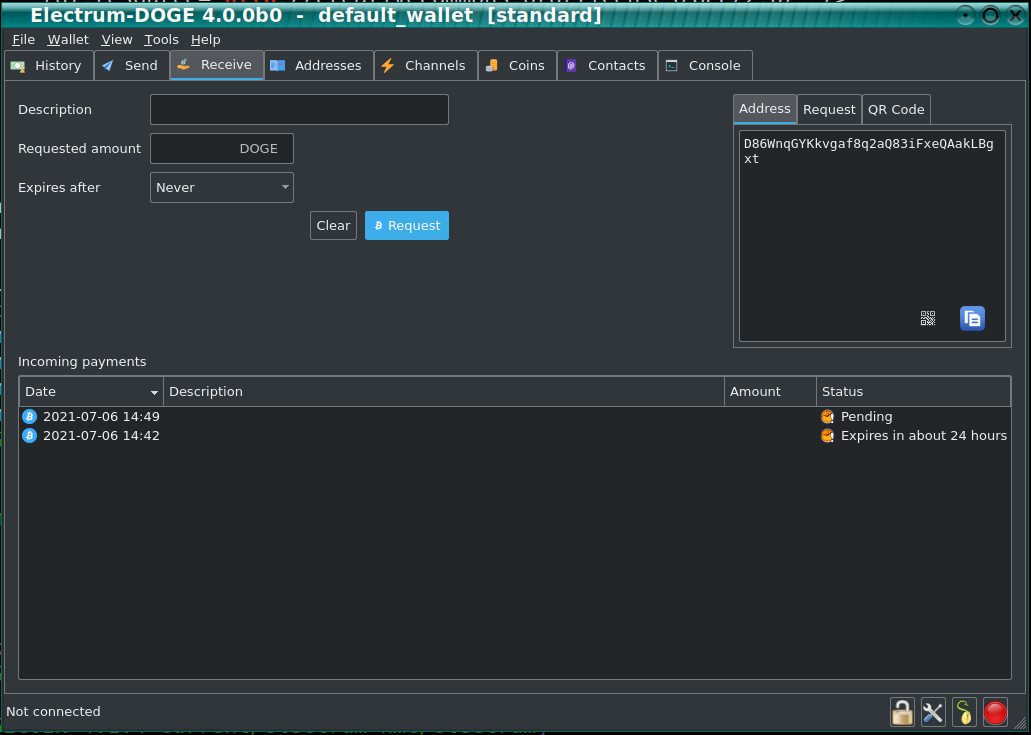 Electrum-DOGE 4.0.0b0 - default_wallet [standard]
File Wallet View Tools Help
History Send Receive Addresses Channels Coins Contacts Console
Description
Requested amount DOGE
Expires after Never
Clear Request
Address Request QR Code
D86WnqGYKkvgaf8q2aQ83iFxeQAakLBg
xt
Incoming payments
Date Description Amount Status
2021-07-06 14:49 Pending
2021-07-06 14:42 Expires in about 24 hours
Not connected